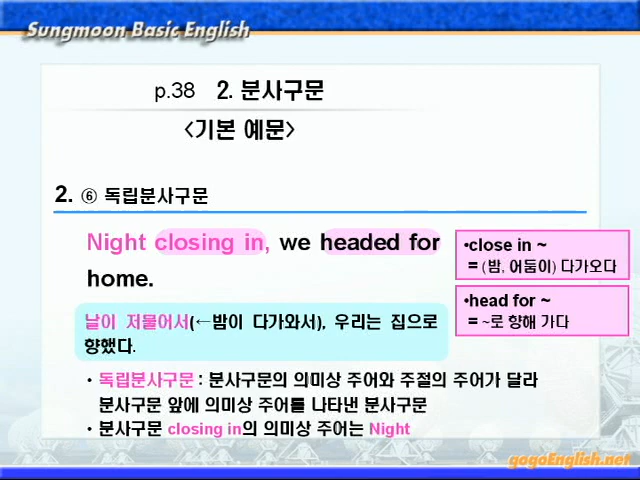 Sungmoon Basic English
p.38 2. 분사구문
<기본 예문>
2. ⑥ 독립분사구문
Night closing in, we headed for
home.
•close in ~
= (밤, 어둠이) 다가오다
•head for ~
= ~로 향해 가다
날이 저물어서(←밤이 다가와서), 우리는 집으로
향했다.
• 독립분사구문 : 분사구문의 의미상 주어와 주절의 주어가 달라
분사구문 앞에 의미상 주어를 나타낸 분사구문
• 분사구문 closing in의 의미상 주어는 Night
gogoEnglish.net